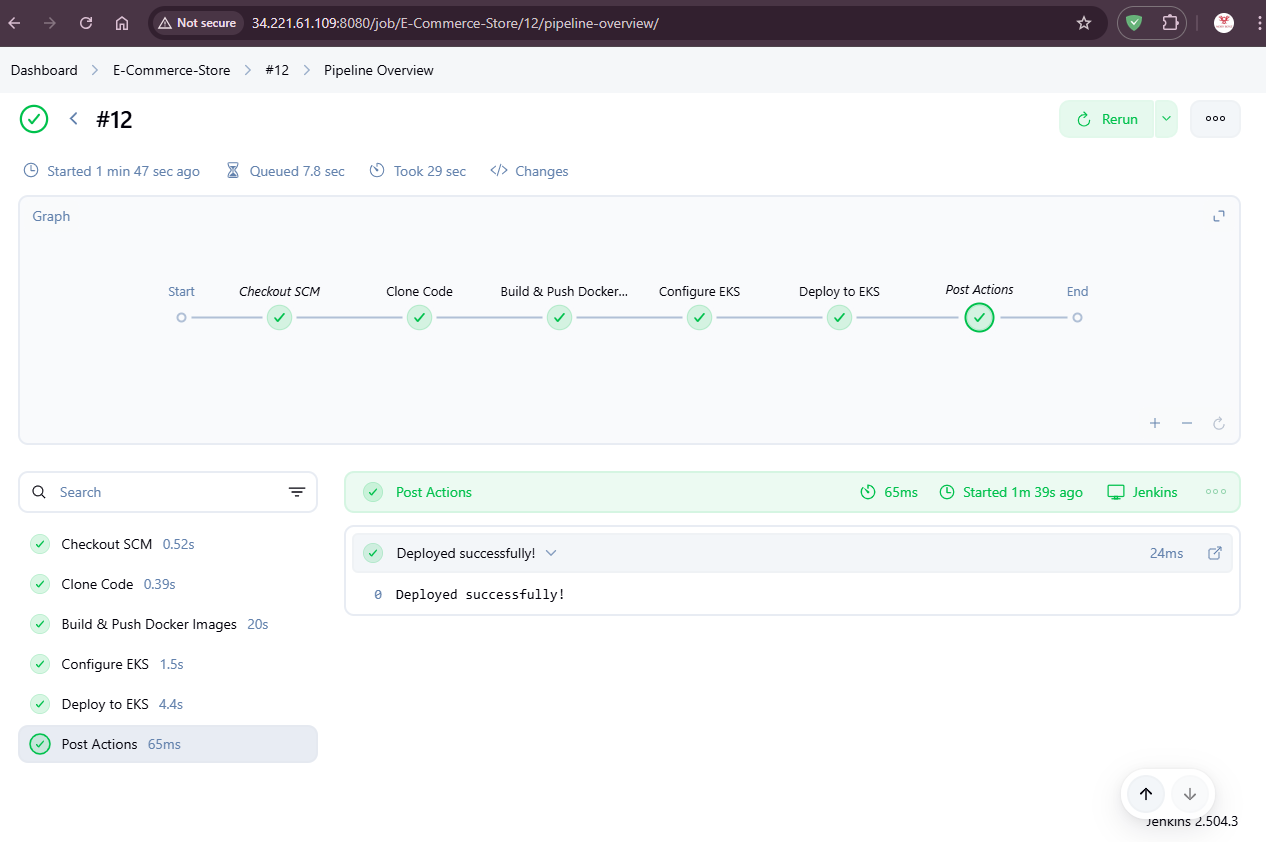 Not secure 34.221.61.109:8080/job/E-Commerce-Store/12/pipeline-overview/
Dashboard E-Commerce-Store #12 Pipeline Overview
#12
Rerun
Started 1 min 47 sec ago Queued 7.8 sec Took 29 sec Changes
Graph
Start Checkout SCM Clone Code Build & Push Docker... Configure EKS Deploy to EKS Post Actions End
Search
Post Actions 65ms Started 1m 39s ago Jenkins
Checkout SCM 0.52s
Clone Code 0.39s
Build & Push Docker Images 20s
Configure EKS 1.5s
Deploy to EKS 4.4s
Post Actions 65ms
Deployed successfully! 24ms
0 Deployed successfully!
Jenkins 2.504.3